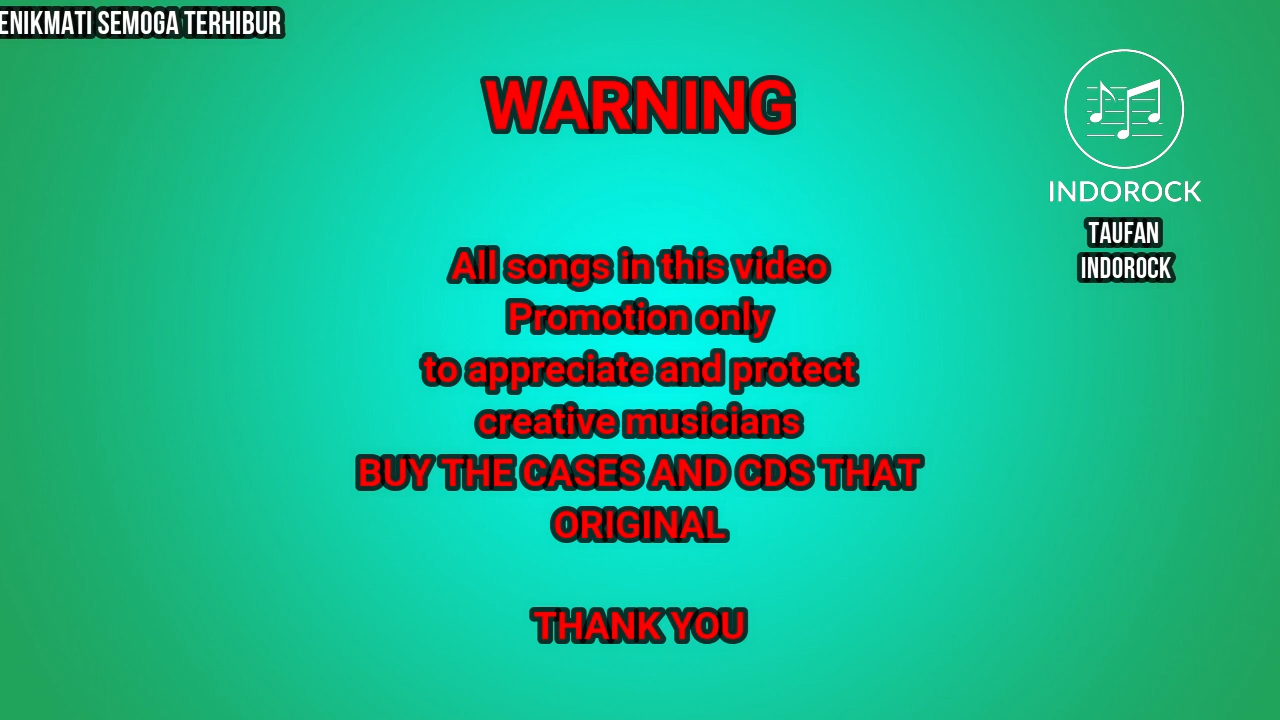 ENIKMATI SEMOGA TERHIBUR
WARNING
INDOROCK
TAUFAN
INDOROCK
All songs in this video
Promotion only
to appreciate and protect
creative musicians
BUY THE CASES AND CDS THAT
ORIGINAL
THANK YOU